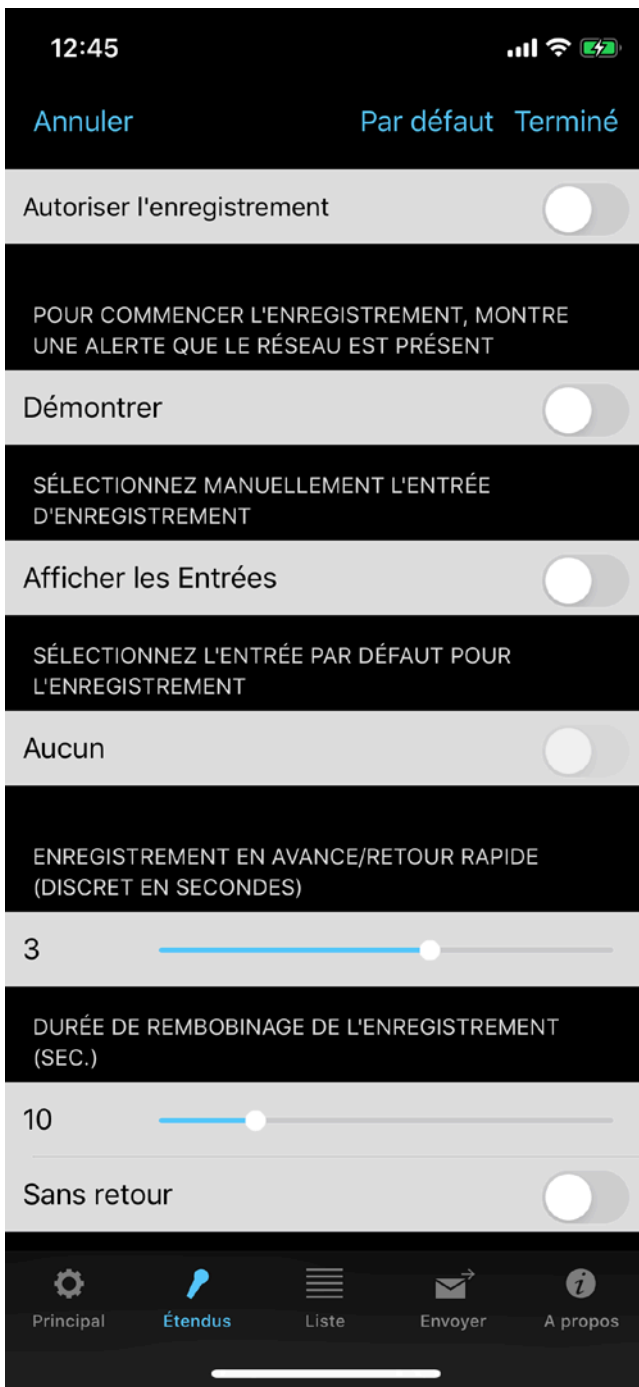 12:45
Annuler Par défaut Terminé
Autoriser l'enregistrement
POUR COMMENCER L'ENREGISTREMENT, MONTRE
UNE ALERTE QUE LE RÉSEAU EST PRÉSENT
Démontrer
SÉLECTIONNEZ MANUELLEMENT L'ENTRÉE
D'ENREGISTREMENT
Afficher les Entrées
SÉLECTIONNEZ L'ENTRÉE PAR DÉFAUT POUR
L'ENREGISTREMENT
Aucun
ENREGISTREMENT EN AVANCE/RETOUR RAPIDE
(DISCRET EN SECONDES)
3
DURÉE DE REMBOBINAGE DE L'ENREGISTREMENT
(SEC.)
10
Sans retour
Principal Étendus Liste Envoyer A propos